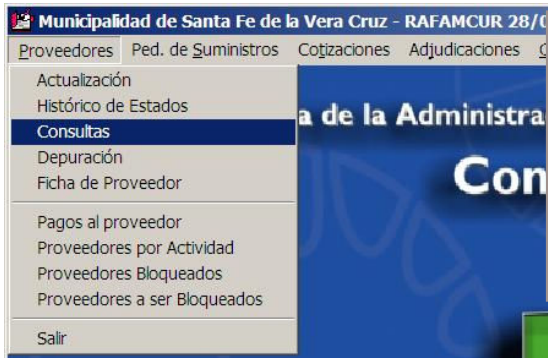 Municipalidad de Santa Fe de la Vera Cruz - RAFAMCUR 28/0
Proveedores Ped. de Suministros Cotizaciones Adjudicaciones
Actualización
Histórico de Estados
Consultas
Depuración
Ficha de Proveedor
Pagos al proveedor
Proveedores por Actividad
Proveedores Bloqueados
Proveedores a ser Bloqueados
Salir
a de la Administra
Con